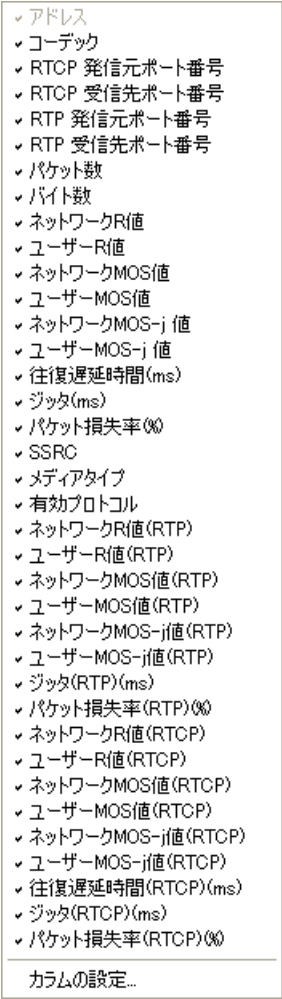 アドレス
コーデック
RTCP 発信元ポート番号
RTCP 受信先ポート番号
RTP 発信元ポート番号
RTP 受信先ポート番号
パケット数
バイト数
ネットワークR値
ユーザーR値
ネットワークMOS値
ユーザーMOS値
ネットワークMOS-j 値
ユーザーMOS-j 値
往復遅延時間(ms)
ジッタ(ms)
パケット損失率(%)
SSRC
メディアタイプ
有効プロトコル
ネットワークR値(RTP)
ユーザーR値(RTP)
ネットワークMOS値(RTP)
ユーザーMOS値(RTP)
ネットワークMOS-j値(RTP)
ユーザーMOS-j値(RTP)
ジッタ(RTP)(ms)
パケット損失率(RTP)(%)
ネットワークR値(RTCP)
ユーザーR値(RTCP)
ネットワークMOS値(RTCP)
ユーザーMOS値(RTCP)
ネットワークMOS-j値(RTCP)
ユーザーMOS-j値(RTCP)
往復遅延時間(RTCP)(ms)
ジッタ(RTCP)(ms)
パケット損失率(RTCP)(%)
カラムの設定...